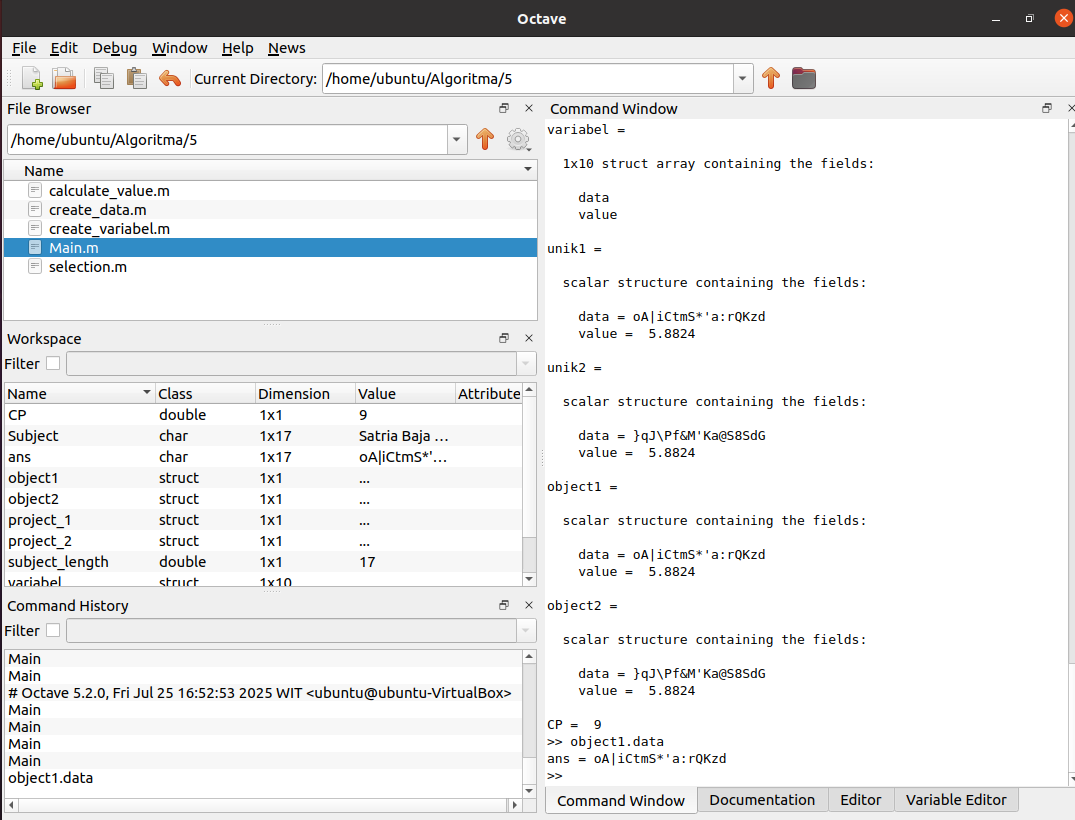 Octave
File Edit Debug Window Help News
Current Directory: /home/ubuntu/Algoritma/5
File Browser
/home/ubuntu/Algoritma/5
Name
calculate_value.m
create_data.m
create_variabel.m
Main.m
selection.m
Workspace
Filter
Name Class Dimension Value Attribute
CP double 1x1 9
Subject char 1x17 Satria Baja ...
ans char 1x17 oA|iCtmS*'...
object1 struct 1x1 ...
object2 struct 1x1 ...
project_1 struct 1x1 ...
project_2 struct 1x1 ...
subject_length double 1x1 17
variabel struct 1x10
Command History
Filter
Main
Main
# Octave 5.2.0, Fri Jul 25 16:52:53 2025 WIT <ubuntu@ubuntu-VirtualBox>
Main
Main
Main
Main
object1.data
Command Window
variabel =
1x10 struct array containing the fields:
data
value
unik1 =
scalar structure containing the fields:
data = oA|iCtmS*'a:rQKzd
value =  5.8824
unik2 =
scalar structure containing the fields:
data = }qJ\Pf&M'Ka@S8SdG
value =  5.8824
object1 =
scalar structure containing the fields:
data = oA|iCtmS*'a:rQKzd
value =  5.8824
object2 =
scalar structure containing the fields:
data = }qJ\Pf&M'Ka@S8SdG
value =  5.8824
CP =  9
>> object1.data
ans = oA|iCtmS*'a:rQKzd
>>
Command Window Documentation Editor Variable Editor